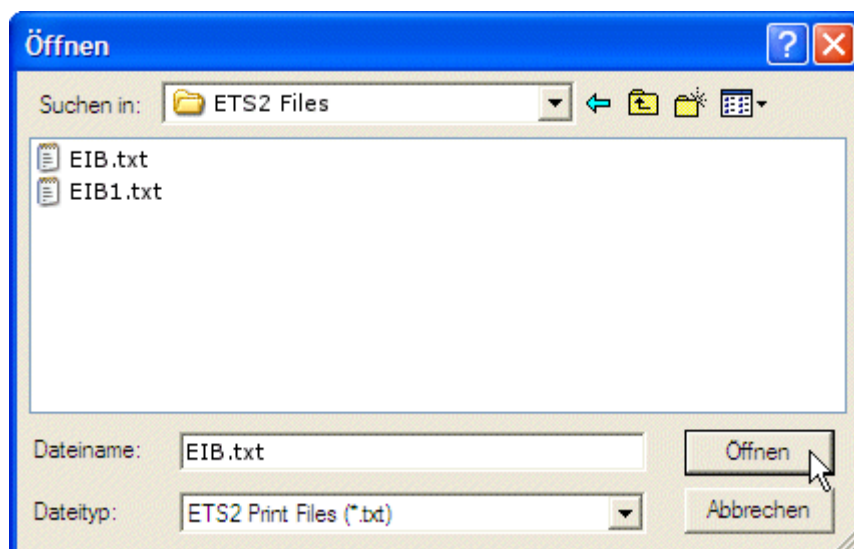 Öffnen
Suchen in: ETS2 Files
EIB.txt
EIB1.txt
Dateiname: EIB.txt Öffnen
Dateityp: ETS2 Print Files (*.txt) Abbrechen